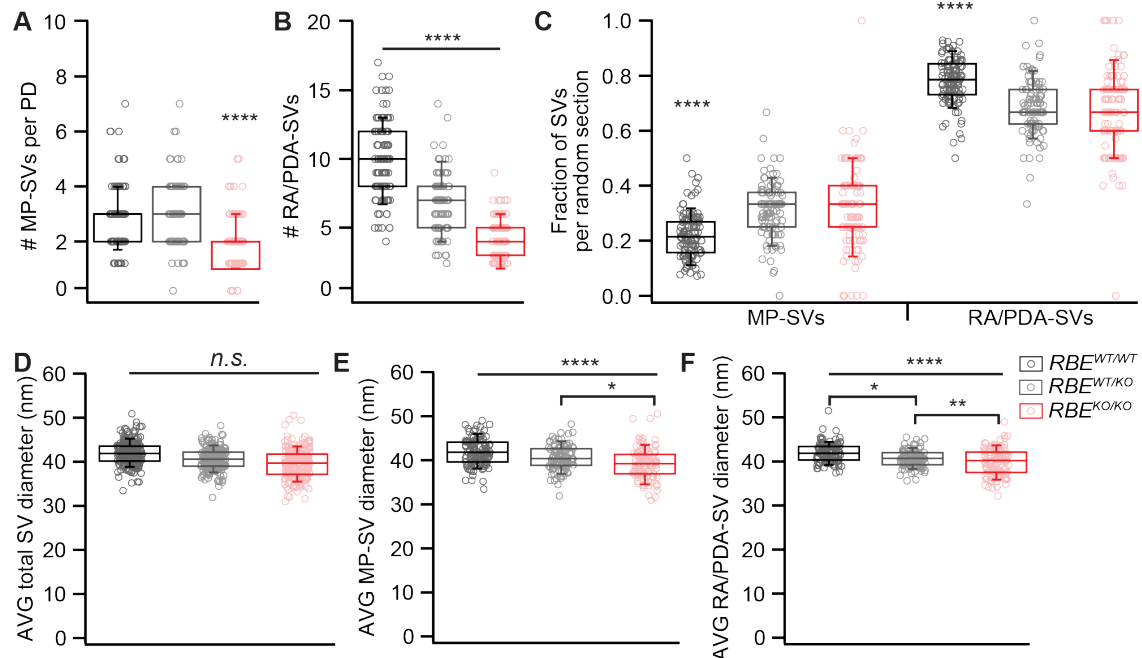 A
# MP-SVs per PD
10
8
6
4
2
0
****
B
# RA/PDA-SVs
20
15
10
5
0
****
C
Fraction of SVs
per random section
1.0
0.8
0.6
0.4
0.2
0.0
****
****
MP-SVs
RA/PDA-SVs
D
AVG total SV diameter (nm)
60
50
40
30
20
10
0
n.s.
E
AVG MP-SV diameter (nm)
60
50
40
30
20
10
0
****
*
F
AVG RA/PDA-SV diameter (nm)
60
50
40
30
20
10
0
****
*
**
RBE^WT/WT
RBE^WT/KO
RBE^KO/KO